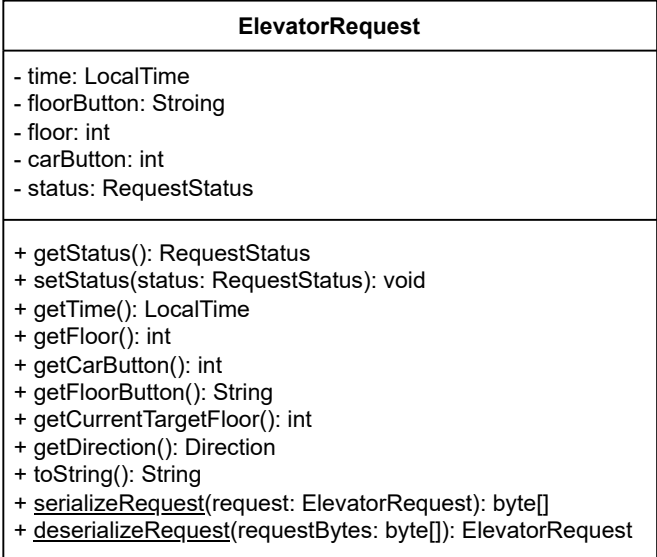 ElevatorRequest
- time: LocalTime
- floorButton: Stroing
- floor: int
- carButton: int
- status: RequestStatus
+ getStatus(): RequestStatus
+ setStatus(status: RequestStatus): void
+ getTime(): LocalTime
+ getFloor(): int
+ getCarButton(): int
+ getFloorButton(): String
+ getCurrentTargetFloor(): int
+ getDirection(): Direction
+ toString(): String
+ serializeRequest(request: ElevatorRequest): byte[]
+ deserializeRequest(requestBytes: byte[]): ElevatorRequest